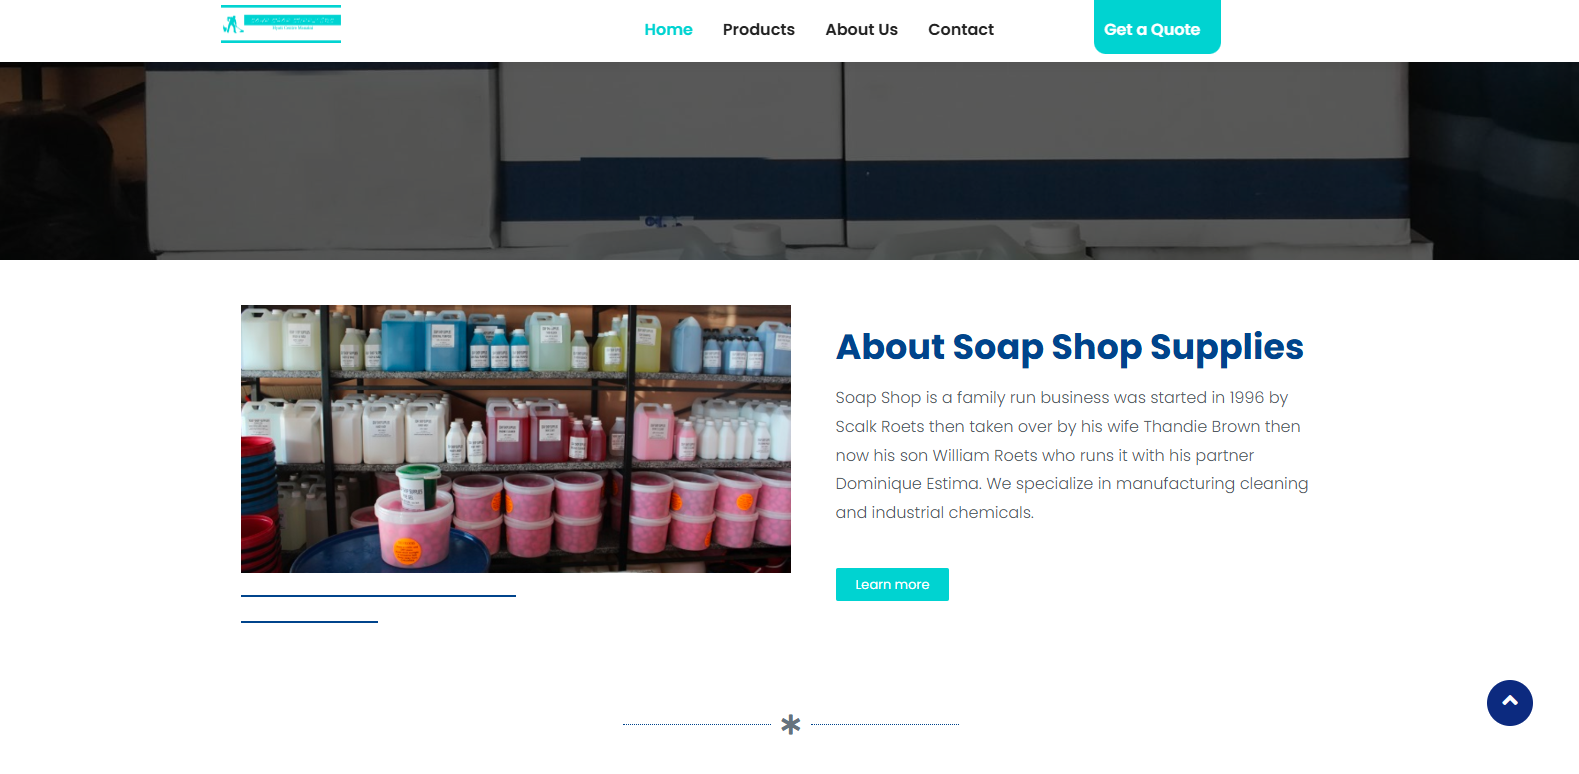 Home
Products
About Us
Contact
Get a Quote
About Soap Shop Supplies
Soap Shop is a family run business was started in 1996 by
Scalk Roets then taken over by his wife Thandie Brown then
now his son William Roets who runs it with his partner
Dominique Estima. We specialize in manufacturing cleaning
and industrial chemicals.
Learn more